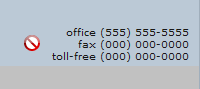 office (555) 555-5555
fax (000) 000-0000
toll-free (000) 000-0000